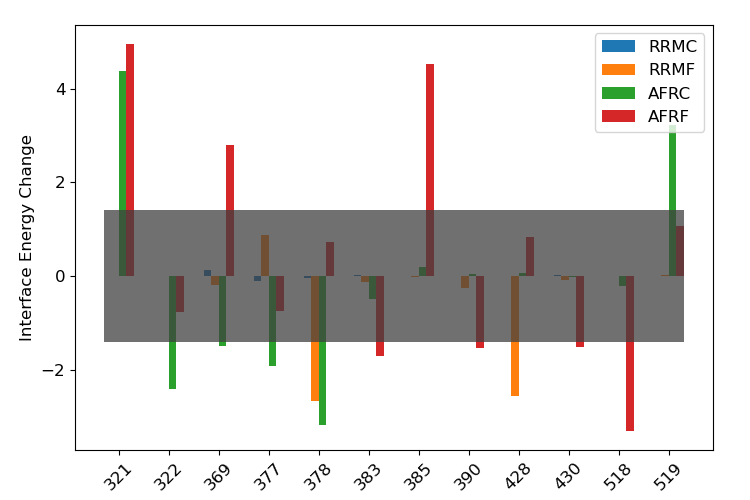 RRMC
RRMF
AFRC
AFRF
Interface Energy Change
4
2
0
−2
321 322 369 377 378 383 385 390 428 430 518 519